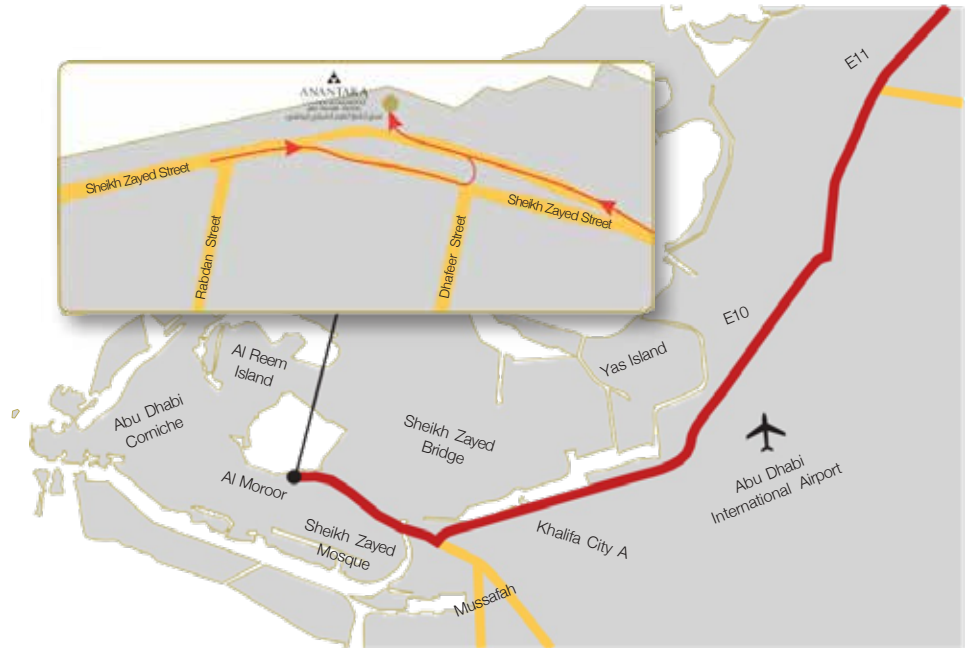 E11
ANANTARA
Sheikh Zayed Street
Sheikh Zayed Street
Rabdan Street
Dhafeer Street
E10
Al Reem
Island
Yas Island
Abu Dhabi
Corniche
Sheikh Zayed
Bridge
Al Moroor
Abu Dhabi
International Airport
Sheikh Zayed
Mosque
Khalifa City A
Mussafah